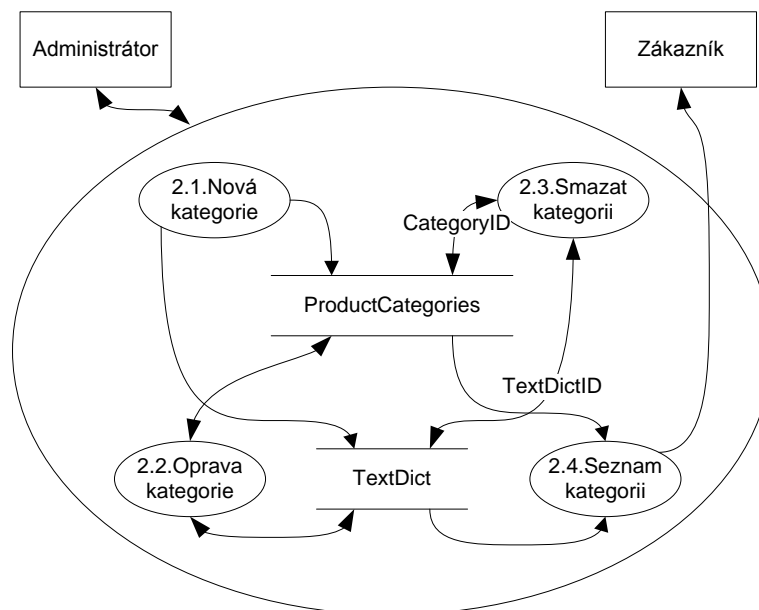 Administrátor
Zákazník
2.1.Nová
kategorie
2.3.Smazat
kategorii
CategoryID
ProductCategories
TextDictID
2.2.Oprava
kategorie
TextDict
2.4.Seznam
kategorii